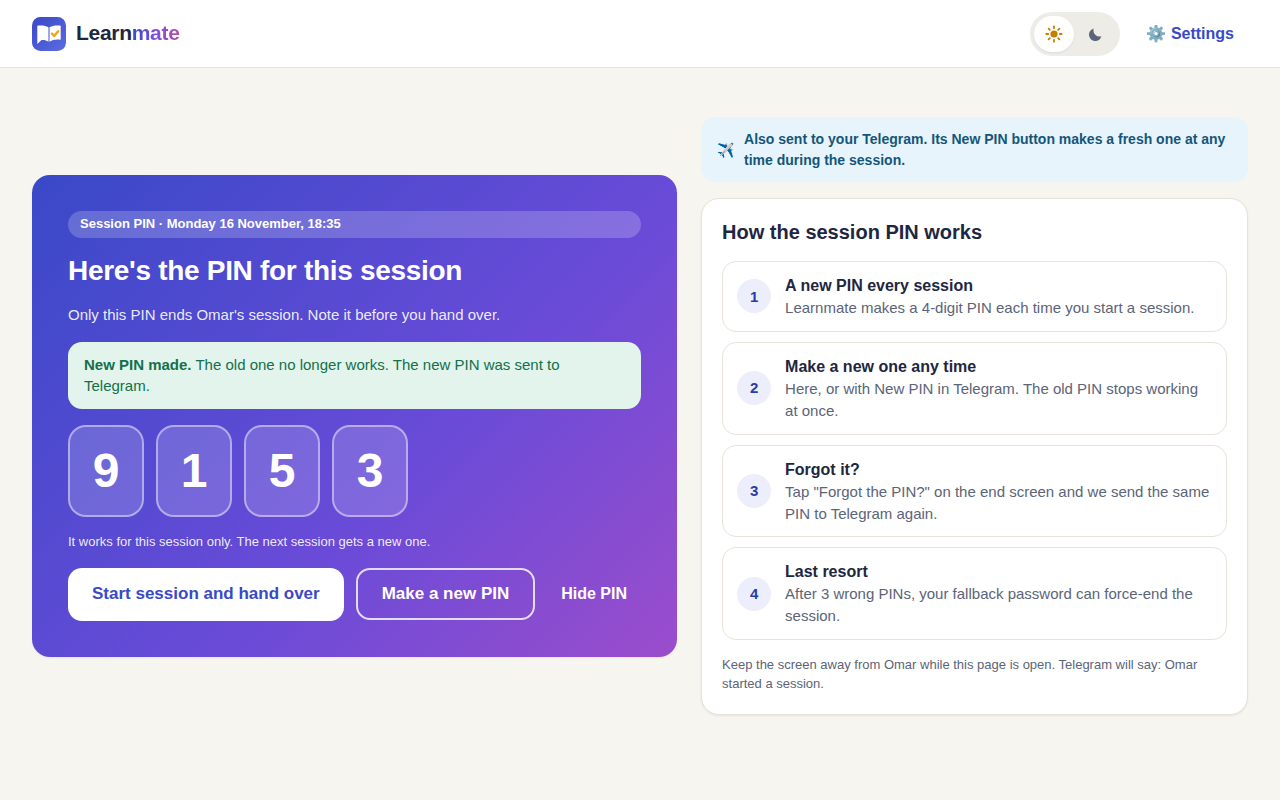 Learnmate
Settings
Session PIN · Monday 16 November, 18:35
Here's the PIN for this session
Only this PIN ends Omar's session. Note it before you hand over.
New PIN made. The old one no longer works. The new PIN was sent to
Telegram.
9 1 5 3
It works for this session only. The next session gets a new one.
Start session and hand over
Make a new PIN
Hide PIN
Also sent to your Telegram. Its New PIN button makes a fresh one at any
time during the session.
How the session PIN works
1
A new PIN every session
Learnmate makes a 4-digit PIN each time you start a session.
2
Make a new one any time
Here, or with New PIN in Telegram. The old PIN stops working
at once.
3
Forgot it?
Tap "Forgot the PIN?" on the end screen and we send the same
PIN to Telegram again.
4
Last resort
After 3 wrong PINs, your fallback password can force-end the
session.
Keep the screen away from Omar while this page is open. Telegram will say: Omar
started a session.